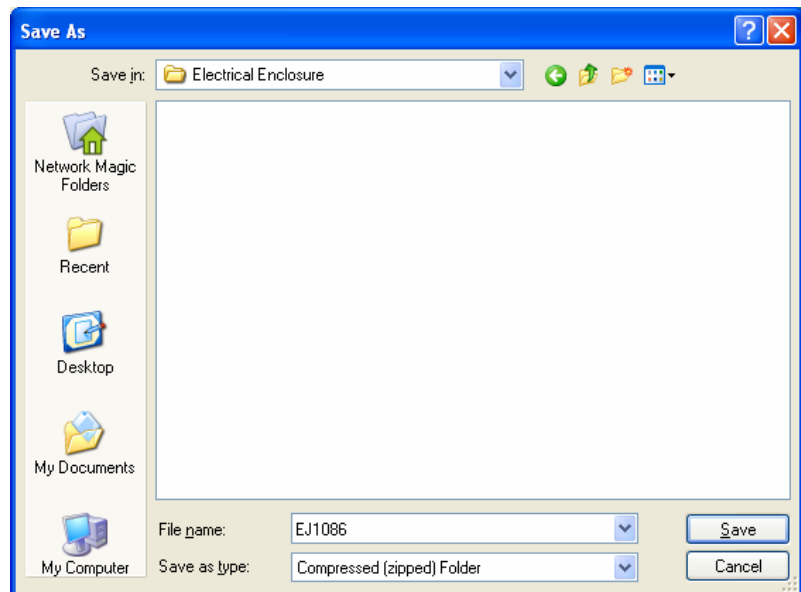 Save As
Save in: Electrical Enclosure
Network Magic
Folders
Recent
Desktop
My Documents
My Computer
File name: EJ1086 Save
Save as type: Compressed (zipped) Folder Cancel